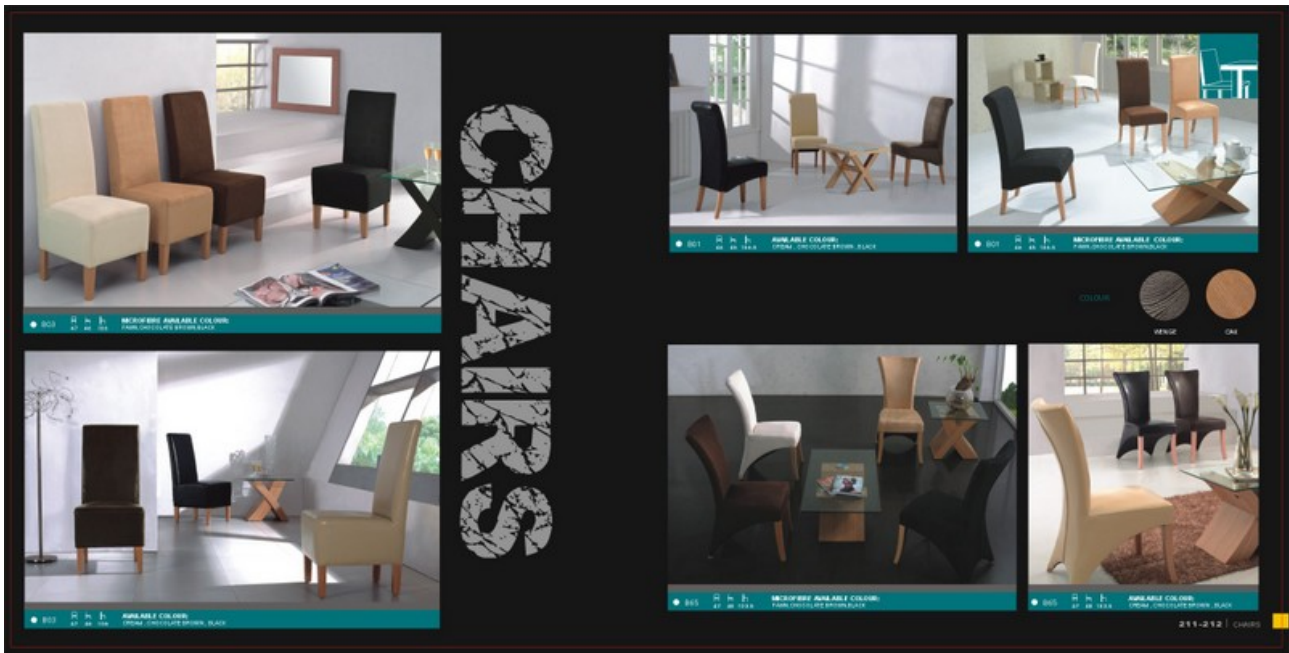 CHAIRS
B03
MICROFIBRE AVAILABLE COLOUR:
FAWN,CHOCOLATE BROWN,BLACK
B03
AVAILABLE COLOUR:
CREAM , CHOCOLATE BROWN , BLACK
B01
AVAILABLE COLOUR:
CREAM , CHOCOLATE BROWN , BLACK
B01
MICROFIBRE AVAILABLE COLOUR:
FAWN,CHOCOLATE BROWN,BLACK
COLOUR
WENGE
OAK
B65
MICROFIBRE AVAILABLE COLOUR:
FAWN,CHOCOLATE BROWN,BLACK
B65
AVAILABLE COLOUR:
CREAM , CHOCOLATE BROWN , BLACK
211-212 | CHAIRS